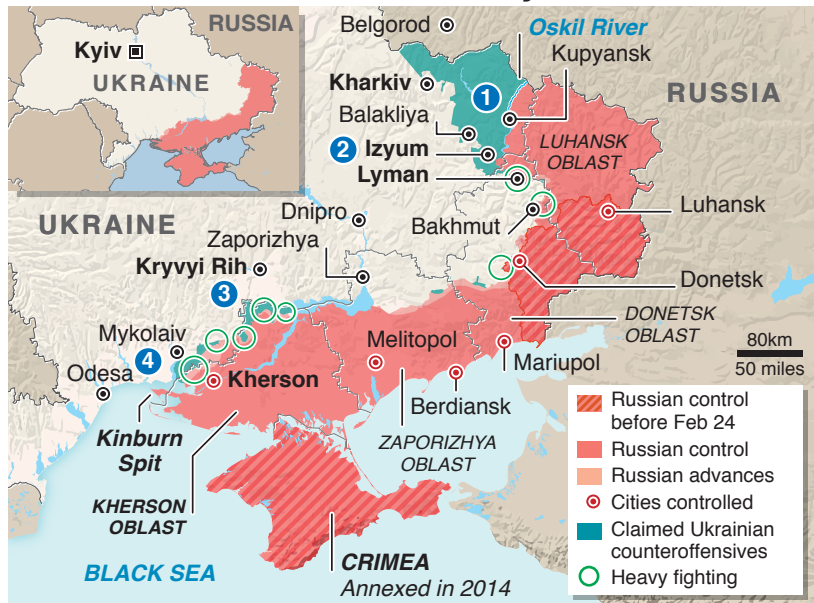 RUSSIA
Kyiv
UKRAINE
Belgorod
Oskil River
Kupyansk
Kharkiv
1
RUSSIA
Balakliya
2
Izyum
LUHANSK
OBLAST
Lyman
UKRAINE
Dnipro
Bakhmut
Luhansk
Zaporizhya
Kryvyi Rih
Donetsk
3
DONETSK
OBLAST
Mykolaiv
4
Melitopol
80km
50 miles
Odesa
Kherson
Mariupol
Berdiansk
Kinburn
Spit
ZAPORIZHYA
OBLAST
KHERSON
OBLAST
BLACK SEA
CRIMEA
Annexed in 2014
Russian control
before Feb 24
Russian control
Russian advances
Cities controlled
Claimed Ukrainian
counteroffensives
Heavy fighting